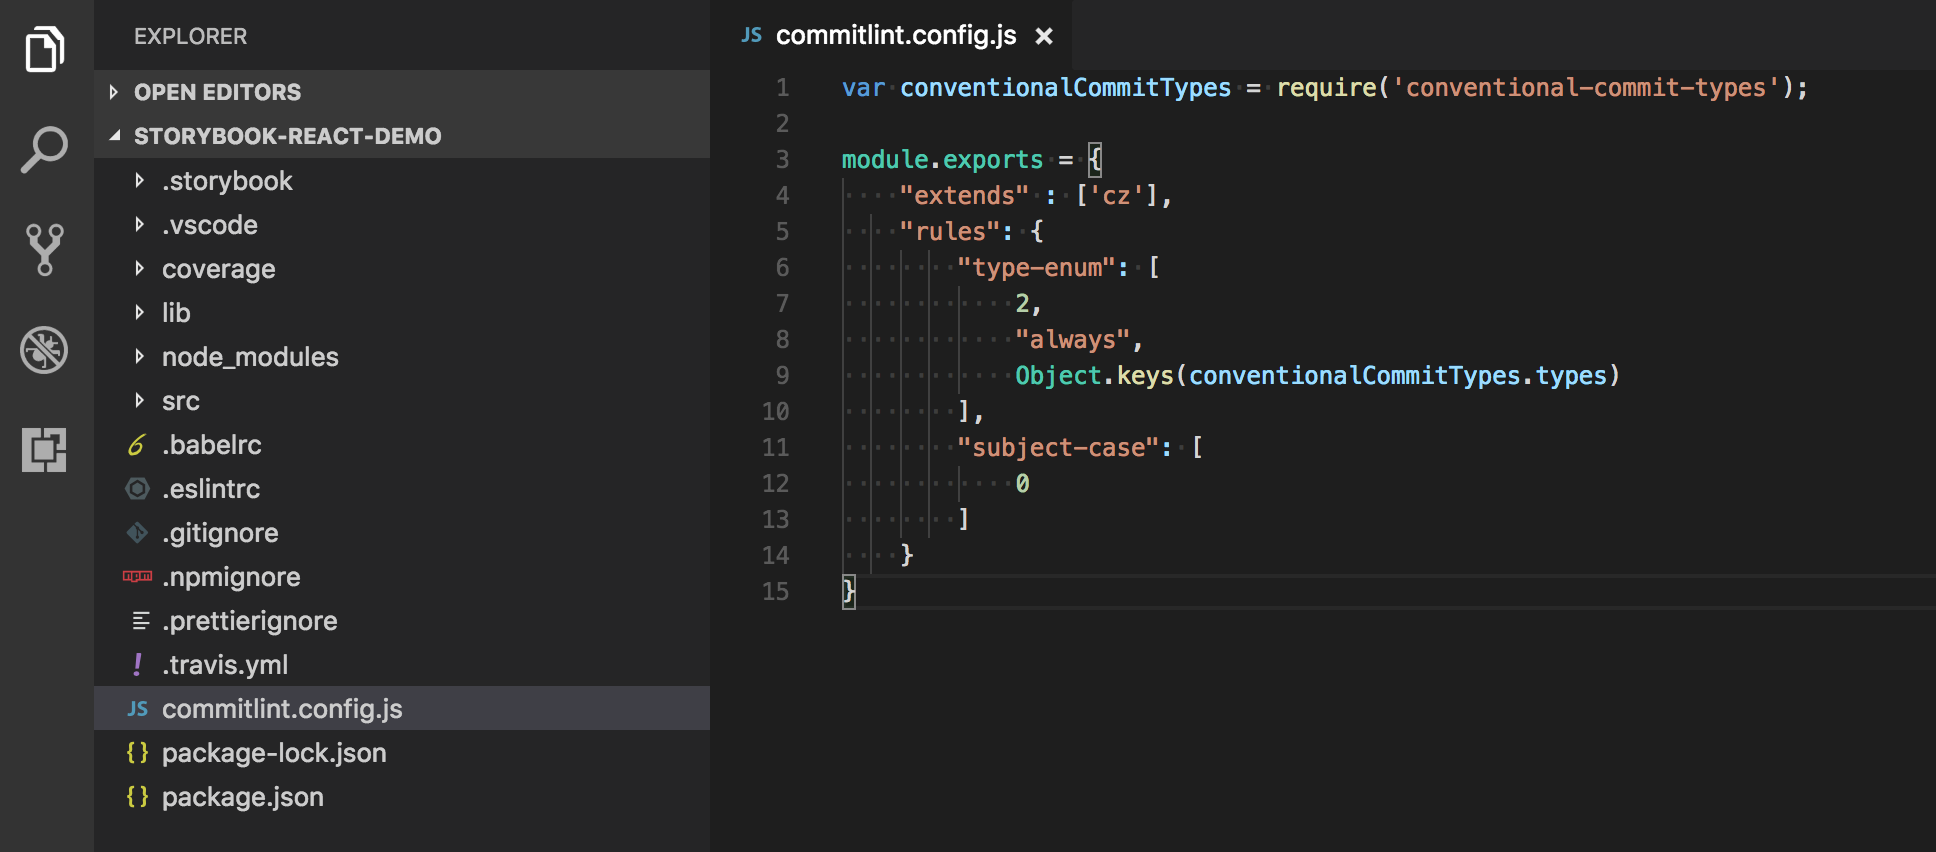 EXPLORER
OPEN EDITORS
STORYBOOK-REACT-DEMO
.storybook
.vscode
coverage
lib
node_modules
src
6 .babelrc
.eslintrc
.gitignore
npm .npmignore
.prettierignore
! .travis.yml
JS commitlint.config.js
{} package-lock.json
{} package.json
JS commitlint.config.js ×
1 var conventionalCommitTypes = require('conventional-commit-types');
2
3 module.exports = {
4     "extends" : ['cz'],
5     "rules": {
6         "type-enum": [
7             2,
8             "always",
9             Object.keys(conventionalCommitTypes.types)
10         ],
11         "subject-case": [
12             0
13         ]
14     }
15 }